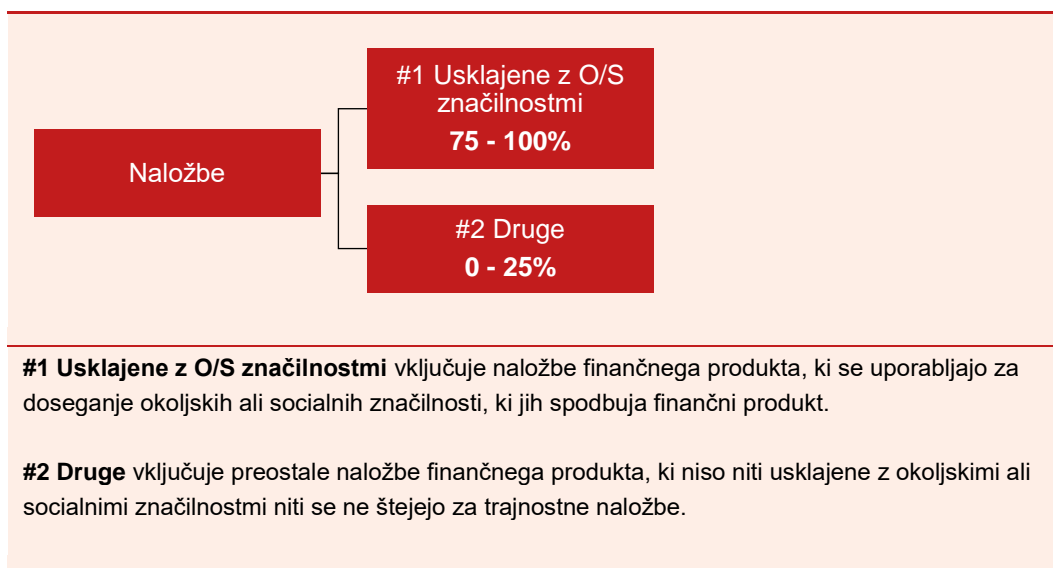 #1 Usklajene z O/S
značilnostmi
75 - 100%
Naložbe
#2 Druge
0 - 25%
#1 Usklajene z O/S značilnostmi vključuje naložbe finančnega produkta, ki se uporabljajo za
doseganje okoljskih ali socialnih značilnosti, ki jih spodbuja finančni produkt.
#2 Druge vključuje preostale naložbe finančnega produkta, ki niso niti usklajene z okoljskimi ali
socialnimi značilnostmi niti se ne štejejo za trajnostne naložbe.